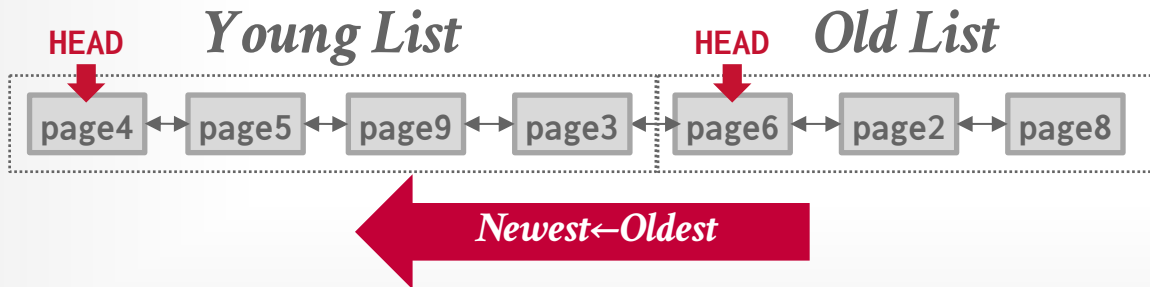 Young List
Old List
HEAD
HEAD
page4
page5
page9
page3
page6
page2
page8
Newest←Oldest